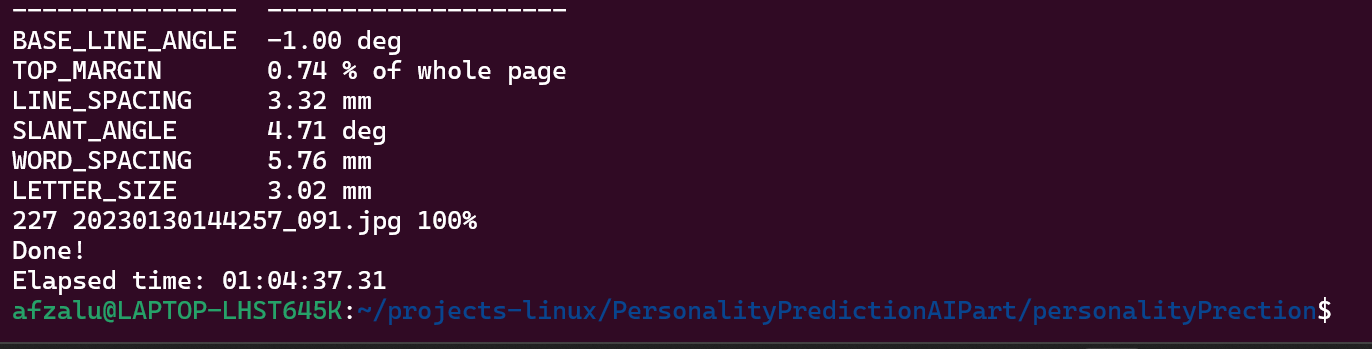 ---------------  --------------------
BASE_LINE_ANGLE  -1.00 deg
TOP_MARGIN       0.74 % of whole page
LINE_SPACING     3.32 mm
SLANT_ANGLE      4.71 deg
WORD_SPACING     5.76 mm
LETTER_SIZE      3.02 mm
227 20230130144257_091.jpg 100%
Done!
Elapsed time: 01:04:37.31
afzalu@LAPTOP-LHST645K:~/projects-linux/PersonalityPredictionAIPart/personalityPrection$